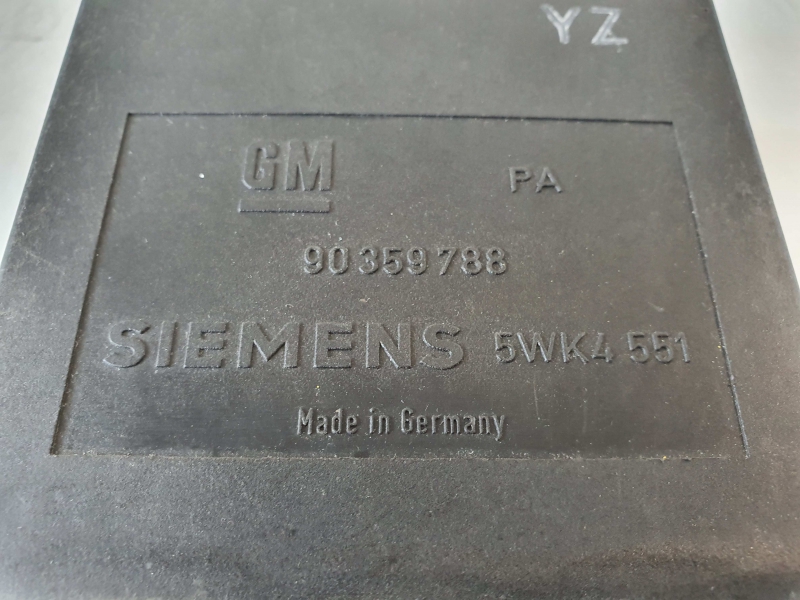 YZ
GM PA
90 359 788
SIEMENS 5WK4 551
Made in Germany